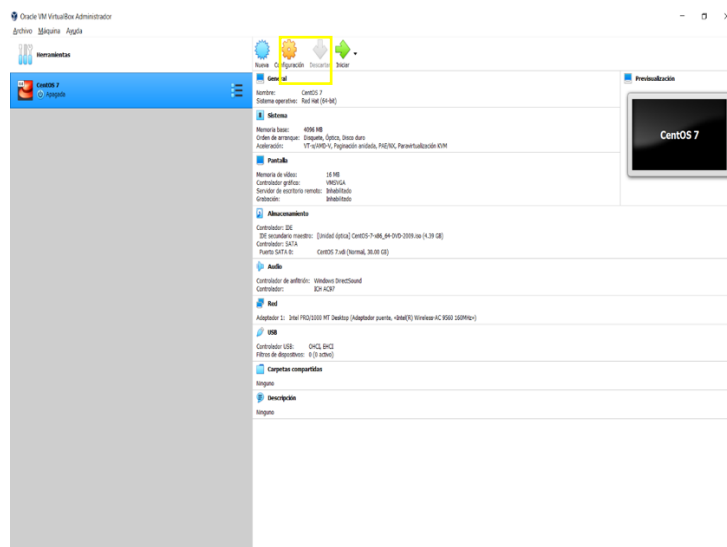 Oracle VM VirtualBox Administrador
Archivo Máquina Ayuda
Herramientas
CentOS 7
Apagada
Nueva Configuración Descartar Iniciar
General
Nombre: CentOS 7
Sistema operativo: Red Hat (64-bit)
Sistema
Memoria base: 4096 MB
Orden de arranque: Disquete, Óptica, Disco duro
Aceleración: VT-x/AMD-V, Paginación anidada, PAE/NX, Paravirtualización KVM
Pantalla
Memoria de vídeo: 16 MB
Controlador gráfico: VMSVGA
Servidor de escritorio remoto: Inhabilitado
Grabación: Inhabilitado
Almacenamiento
Controlador: IDE
IDE secundario maestro: [Unidad óptica] CentOS-7-x86_64-DVD-2009.iso (4.39 GB)
Controlador: SATA
Puerto SATA 0: CentOS 7.vdi (Normal, 30.00 GB)
Audio
Controlador de anfitrión: Windows DirectSound
Controlador: ICH AC97
Red
Adaptador 1: Intel PRO/1000 MT Desktop (Adaptador puente, «Intel(R) Wireless-AC 9560 160MHz»)
USB
Controlador USB: OHCI, EHCI
Filtros de dispositivos: 0 (0 activo)
Carpetas compartidas
Ninguno
Descripción
Ninguno
Previsualización
CentOS 7